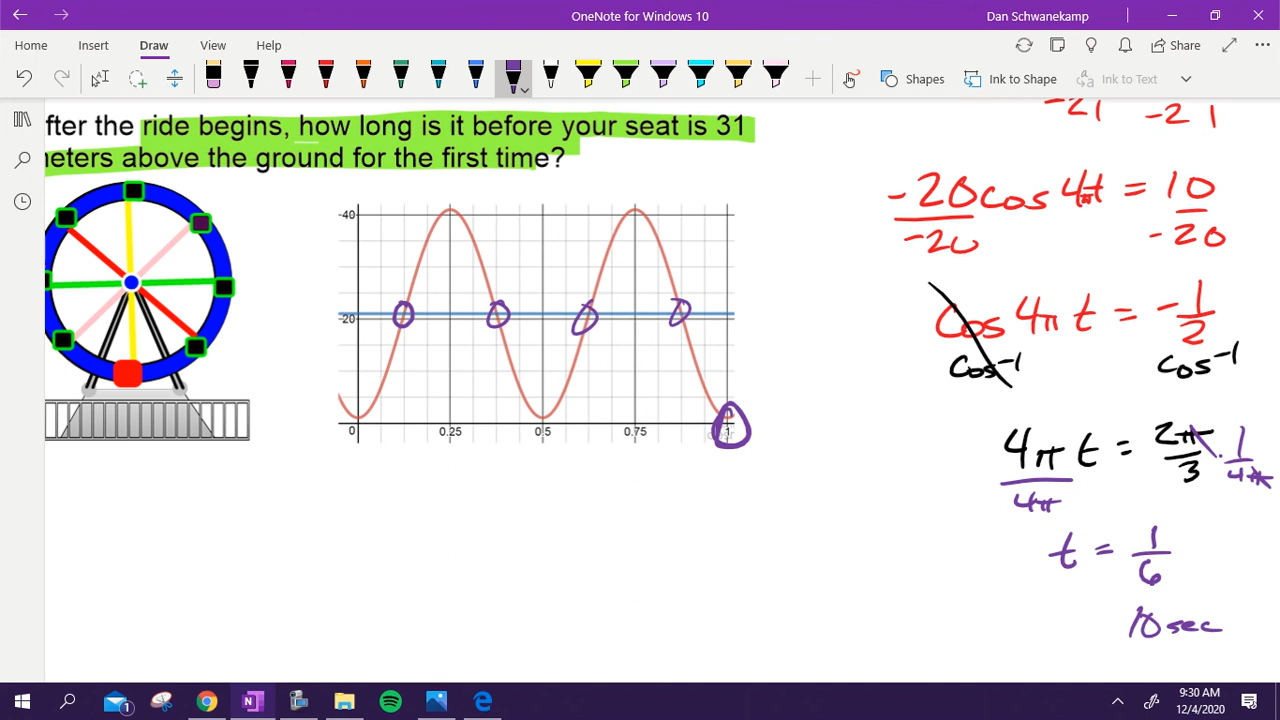 OneNote for Windows 10
Dan Schwanekamp
Home Insert Draw View Help
Share
Shapes Ink to Shape Ink to Text
fter the ride begins, how long is it before your seat is 31
neters above the ground for the first time?
-40
-20
0 0.25 0.5 0.75 1
-21 -21
-20cos 4πt = 10
-20 -20
cos 4π t = -1/2
cos⁻¹ cos⁻¹
4π t = 2π/3 · 1/4π
4π
t = 1/6
10 sec
1
9:30 AM
12/4/2020